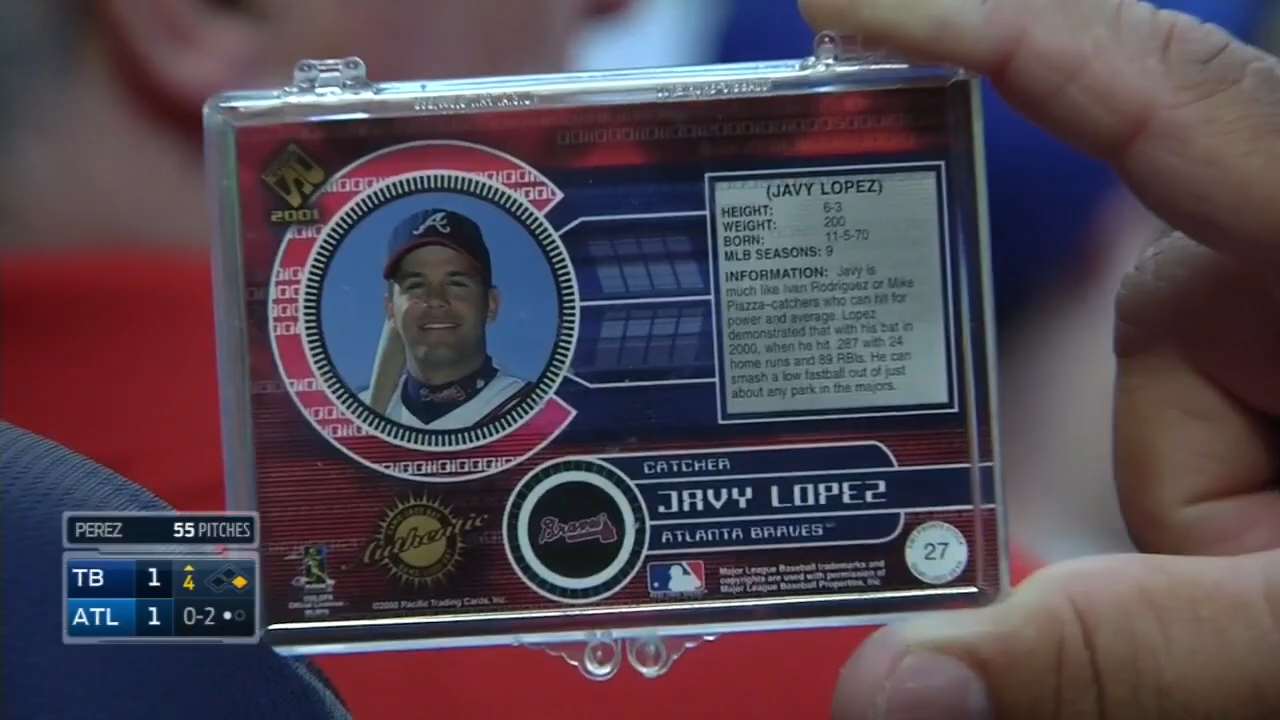 2001
(JAVY LOPEZ)
HEIGHT: 6-3
WEIGHT: 200
BORN: 11-5-70
MLB SEASONS: 9
INFORMATION: Javy is
much like Ivan Rodriguez or Mike
Piazza–catchers who can hit for
power and average. Lopez
demonstrated that with his bat in
2000, when he hit .287 with 24
home runs and 89 RBIs. He can
smash a low fastball out of just
about any park in the majors.
A
Braves
CATCHER
JAVY LOPEZ
ATLANTA BRAVES™
Braves
Authentic
27
Major League Baseball trademarks and
copyrights are used with permission of
Major League Baseball Properties, Inc
©2000 Pacific Trading Cards, Inc.
PEREZ 55 PITCHES
TB 1 4
ATL 1 0-2